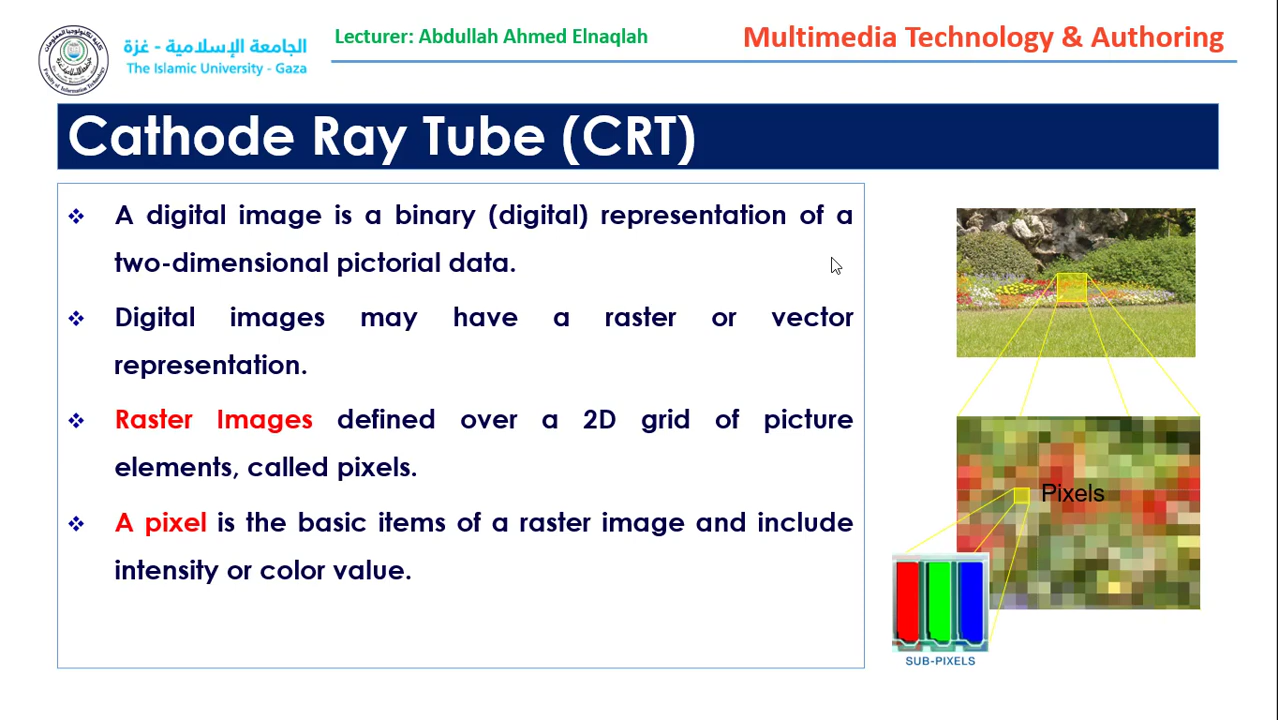 الجامعة الإسلامية - غزة
The Islamic University - Gaza
Lecturer: Abdullah Ahmed Elnaqlah
Multimedia Technology & Authoring
Cathode Ray Tube (CRT)
A digital image is a binary (digital) representation of a
two-dimensional pictorial data.
Digital images may have a raster or vector
representation.
Raster Images defined over a 2D grid of picture
elements, called pixels.
A pixel is the basic items of a raster image and include
intensity or color value.
Pixels
SUB-PIXELS